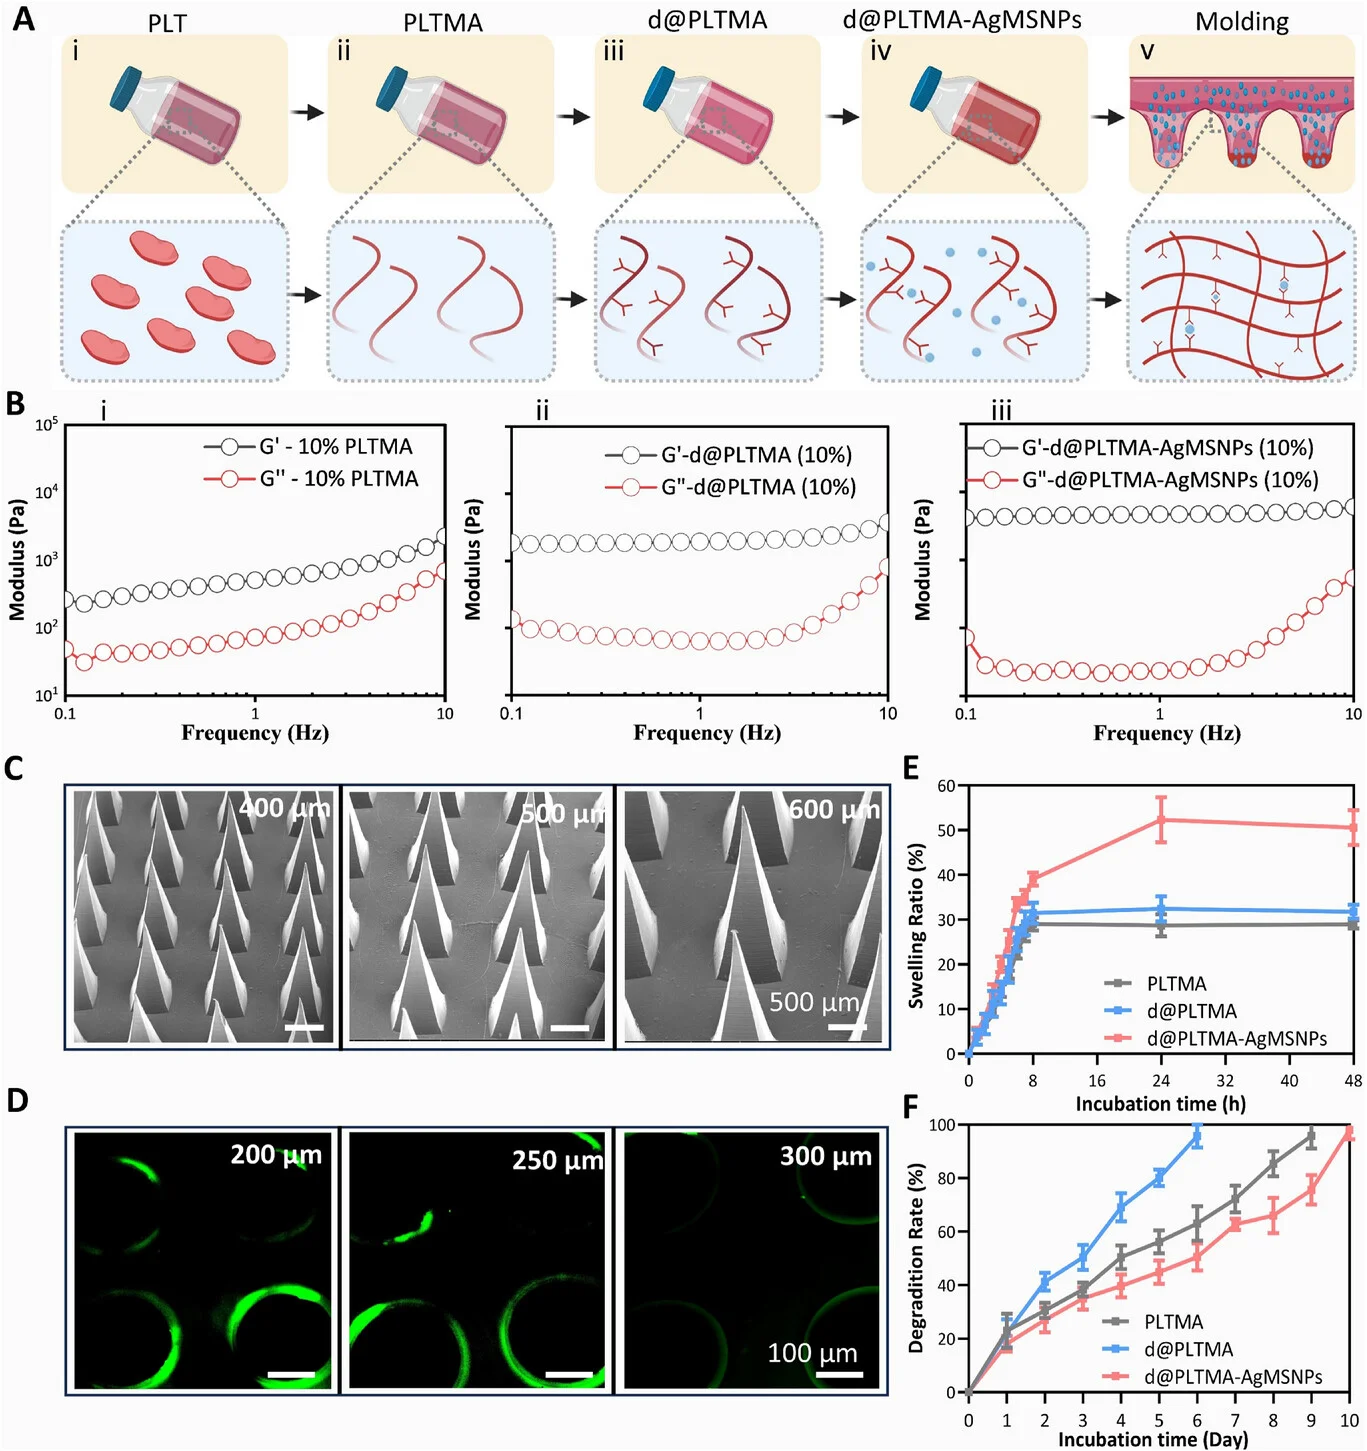 A
PLT
PLTMA
d@PLTMA
d@PLTMA-AgMSNPs
Molding
i
ii
iii
iv
v
B
i
ii
iii
10⁵
10⁴
10³
10²
10¹
Modulus (Pa)
G' - 10% PLTMA
G'' - 10% PLTMA
0.1
1
10
Frequency (Hz)
Modulus (Pa)
G'-d@PLTMA (10%)
G''-d@PLTMA (10%)
0.1
1
10
Frequency (Hz)
Modulus (Pa)
G'-d@PLTMA-AgMSNPs (10%)
G''-d@PLTMA-AgMSNPs (10%)
0.1
1
10
Frequency (Hz)
C
400 μm
500 μm
600 μm
500 μm
E
60
50
40
30
20
10
0
Swelling Ratio (%)
PLTMA
d@PLTMA
d@PLTMA-AgMSNPs
0
8
16
24
32
40
48
Incubation time (h)
D
200 μm
250 μm
300 μm
100 μm
F
100
80
60
40
20
0
Degradition Rate (%)
PLTMA
d@PLTMA
d@PLTMA-AgMSNPs
0
1
2
3
4
5
6
7
8
9
10
Incubation time (Day)